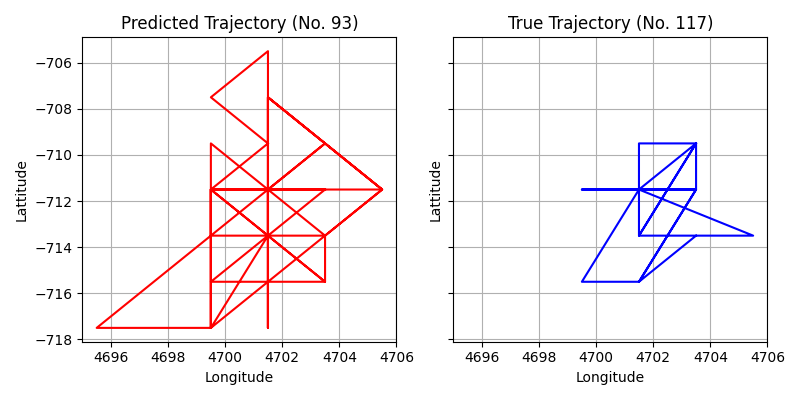 Predicted Trajectory (No. 93)
True Trajectory (No. 117)
Lattitude
−706
−708
−710
−712
−714
−716
−718
4696 4698 4700 4702 4704 4706
Longitude
Lattitude
4696 4698 4700 4702 4704 4706
Longitude